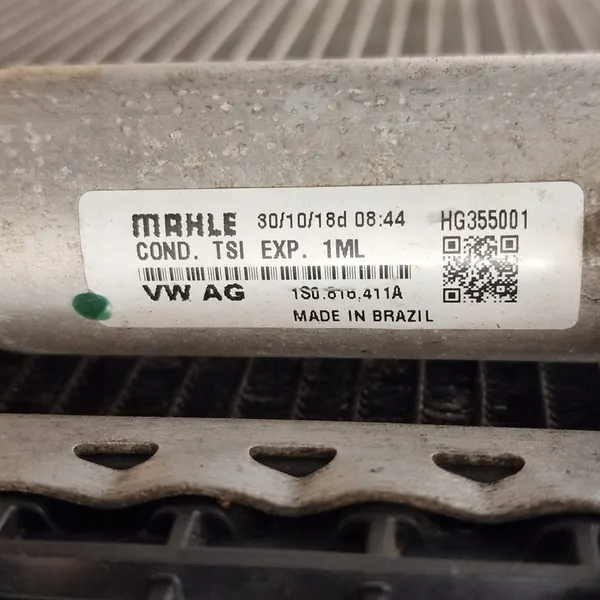 MAHLE 30/10/18d 08:44 HG355001
COND. TSI EXP. 1ML
VW AG 1S0.816.411A
MADE IN BRAZIL